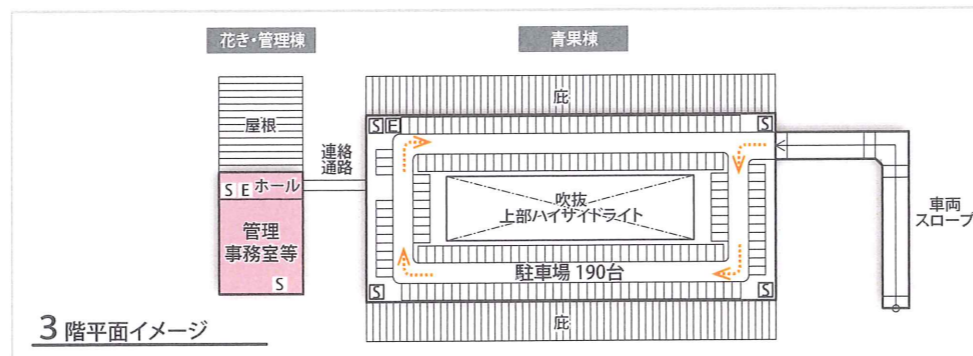 花き・管理棟
青果棟
庇
屋根
S E
S
連絡
通路
S E ホール
吹抜
上部ハイサイドライト
車両
スロープ
管理
事務室等
S
駐車場 190台
S
S
庇
3階平面イメージ